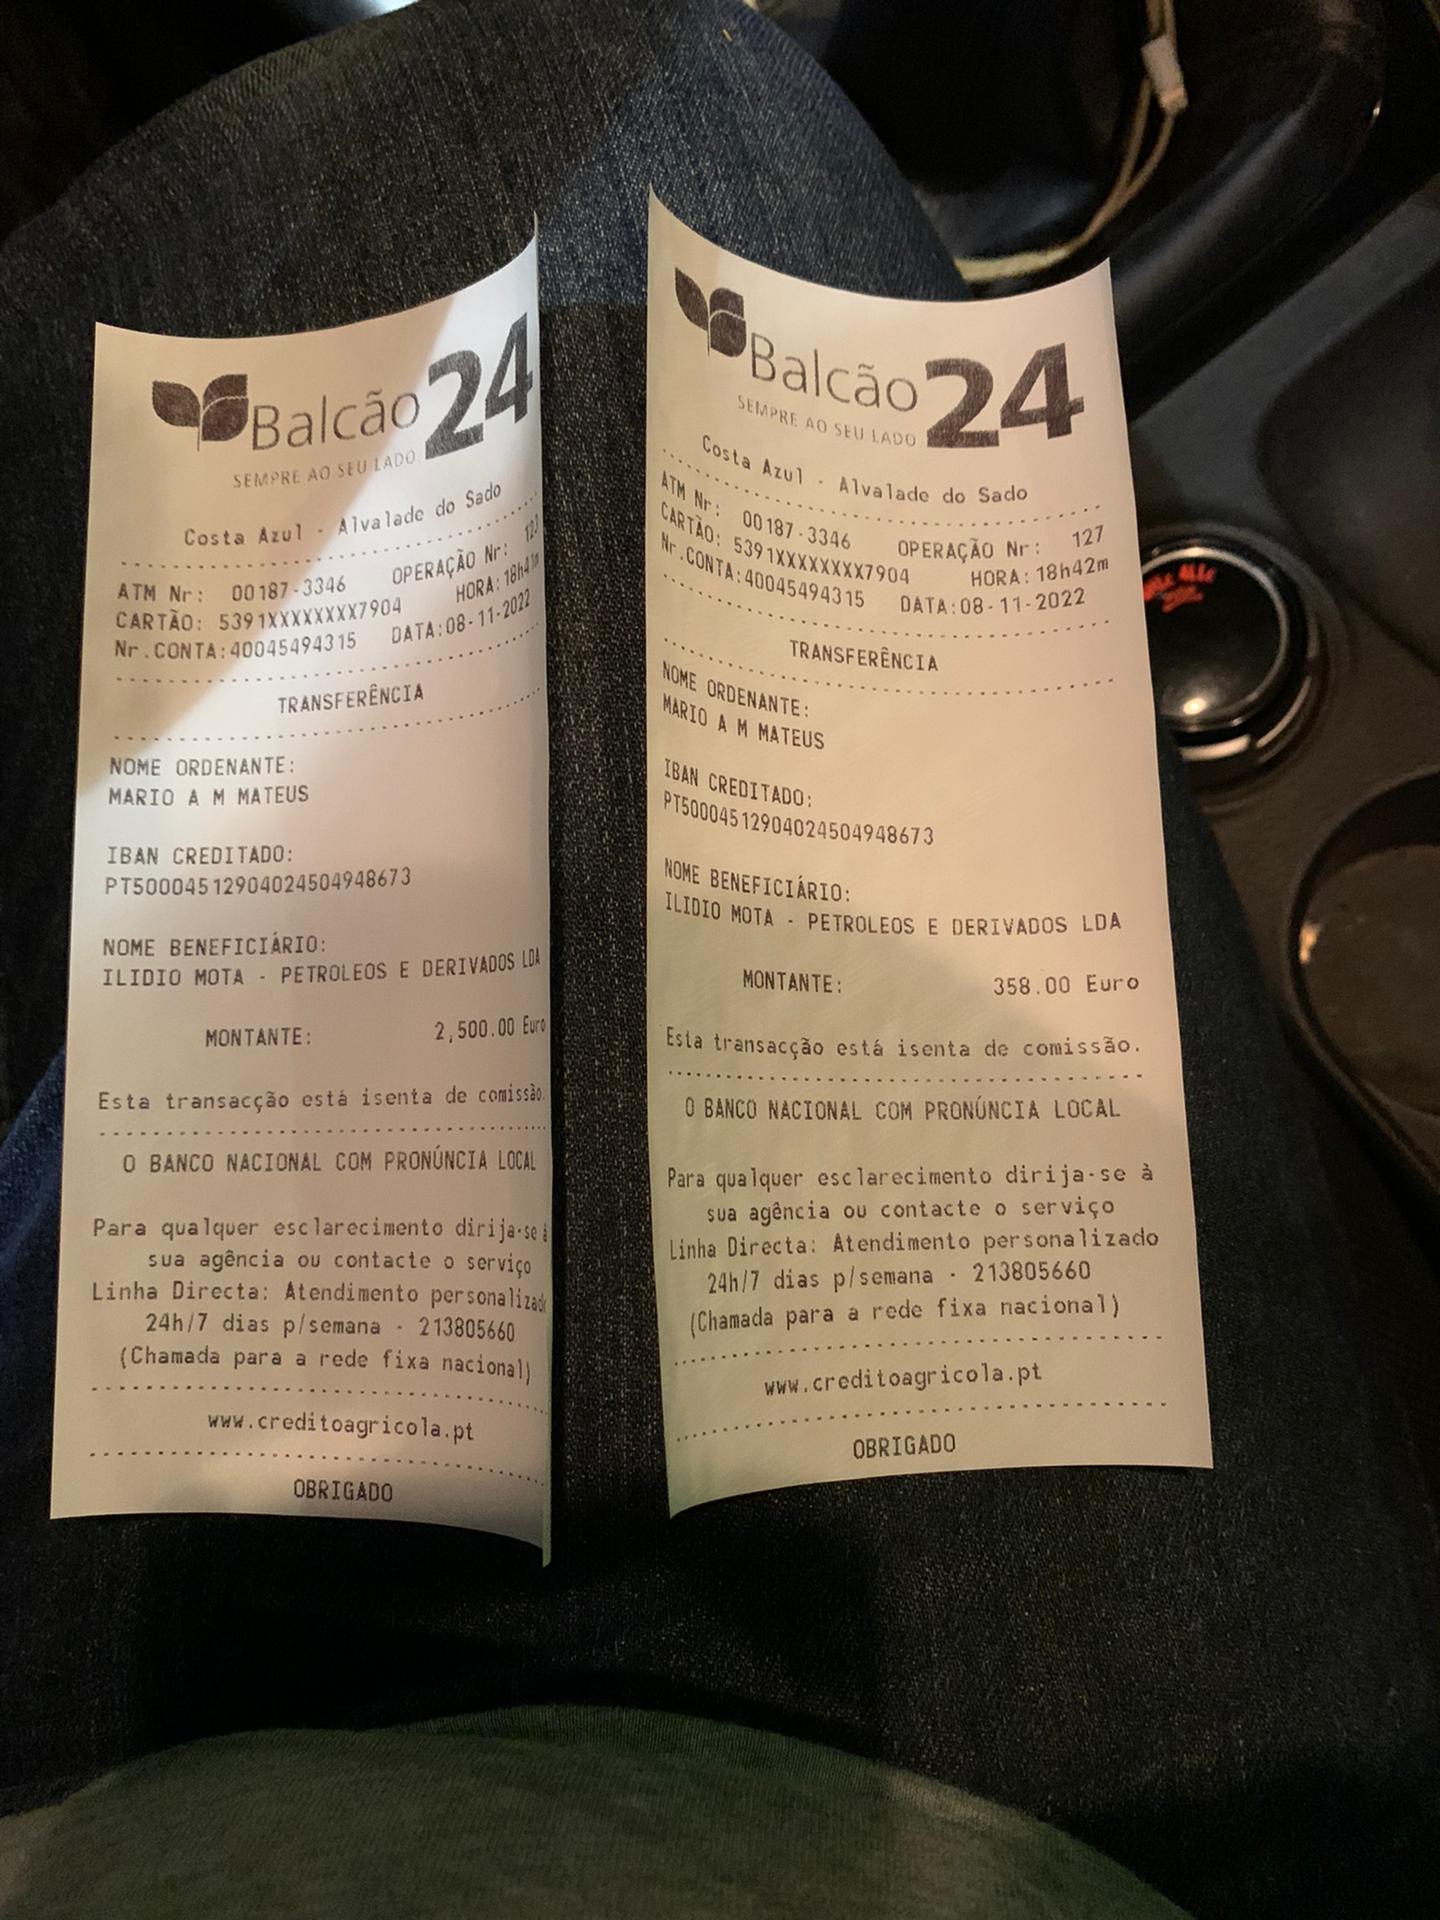 Balcão 24
SEMPRE AO SEU LADO.
Costa Azul - Alvalade do Sado
ATM Nr: 00187-3346 OPERAÇÃO Nr:
CARTÃO: 5391XXXXXXXX7904 HORA:
Nr.CONTA:40045494315 DATA:08-11-2022
TRANSFERÊNCIA
NOME ORDENANTE:
MARIO A M MATEUS
IBAN CREDITADO:
PT50004512904024504948673
NOME BENEFICIÁRIO:
ILIDIO MOTA - PETROLEOS E DERIVADOS LDA
MONTANTE: 2,500.00 Euro
Esta transacção está isenta de comissão.
O BANCO NACIONAL COM PRONÚNCIA LOCAL
Para qualquer esclarecimento dirija-se à
sua agência ou contacte o serviço
Linha Directa: Atendimento personalizado
24h/7 dias p/semana - 213805660
(Chamada para a rede fixa nacional)
www.creditoagricola.pt
OBRIGADO
Balcão 24
SEMPRE AO SEU LADO.
Costa Azul - Alvalade do Sado
ATM Nr: 00187-3346 OPERAÇÃO Nr: 127
CARTÃO: 5391XXXXXXXX7904 HORA:18h42m
Nr.CONTA:40045494315 DATA:08-11-2022
TRANSFERÊNCIA
NOME ORDENANTE:
MARIO A M MATEUS
IBAN CREDITADO:
PT50004512904024504948673
NOME BENEFICIÁRIO:
ILIDIO MOTA - PETROLEOS E DERIVADOS LDA
MONTANTE: 358.00 Euro
Esta transacção está isenta de comissão.
O BANCO NACIONAL COM PRONÚNCIA LOCAL
Para qualquer esclarecimento dirija-se à
sua agência ou contacte o serviço
Linha Directa: Atendimento personalizado
24h/7 dias p/semana - 213805660
(Chamada para a rede fixa nacional)
www.creditoagricola.pt
OBRIGADO